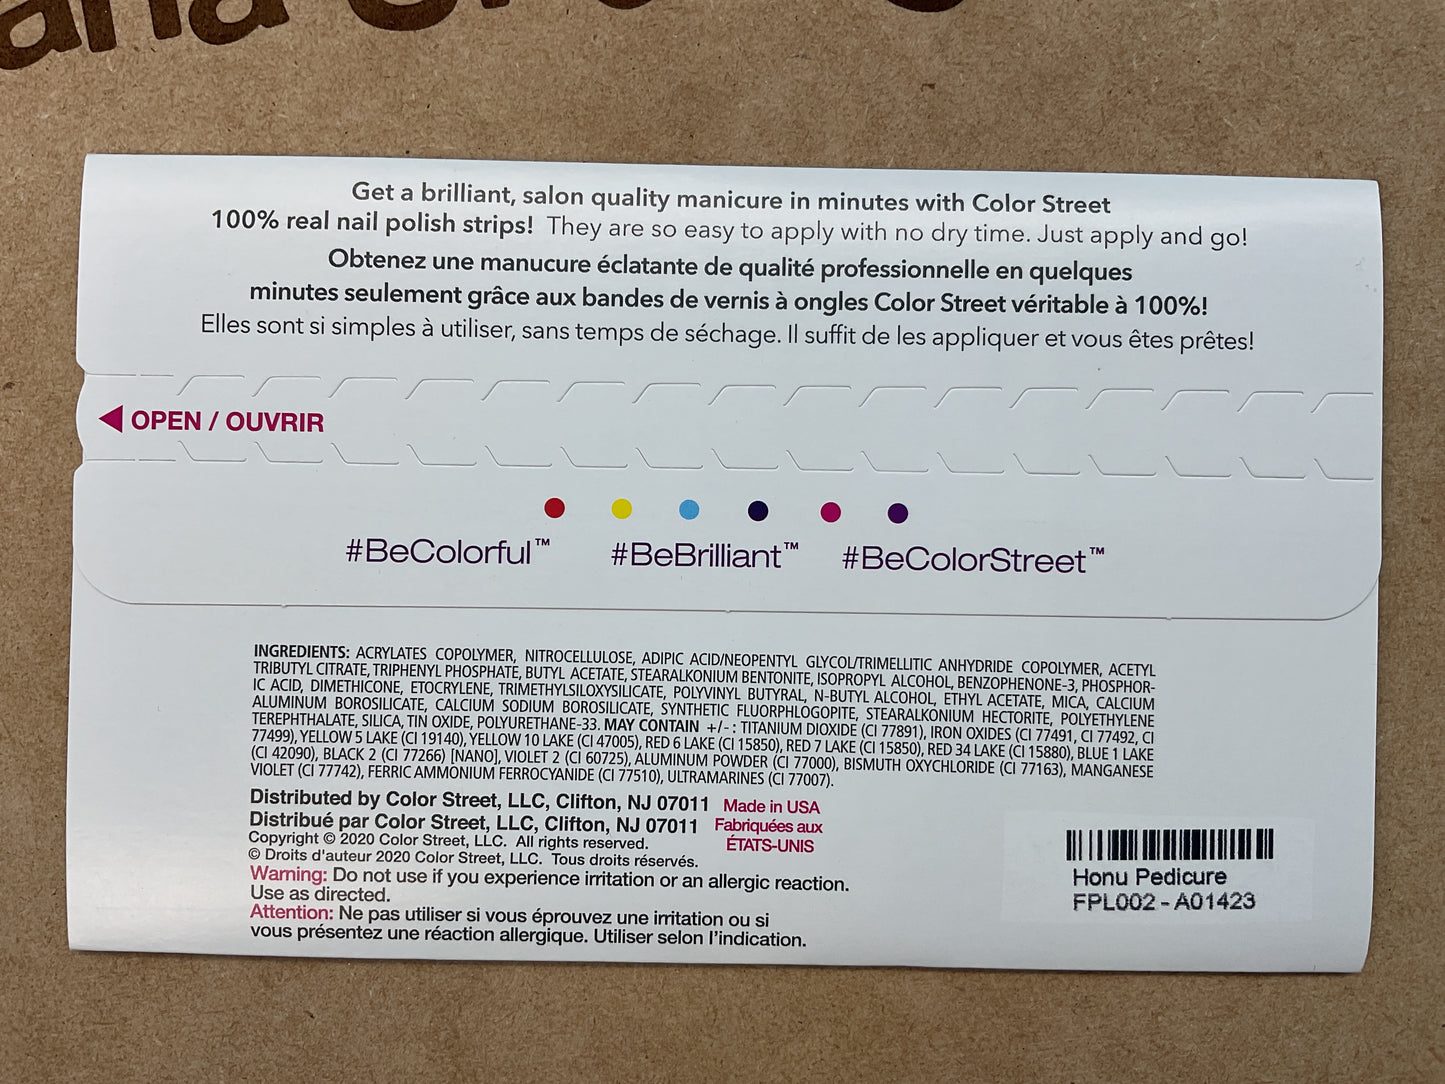 Get a brilliant, salon quality manicure in minutes with Color Street
100% real nail polish strips! They are so easy to apply with no dry time. Just apply and go!
Obtenez une manucure éclatante de qualité professionnelle en quelques
minutes seulement grâce aux bandes de vernis à ongles Color Street véritable à 100%!
Elles sont si simples à utiliser, sans temps de séchage. Il suffit de les appliquer et vous êtes prêtes!
OPEN / OUVRIR
#BeColorful™ #BeBrilliant™ #BeColorStreet™
INGREDIENTS: ACRYLATES COPOLYMER, NITROCELLULOSE, ADIPIC ACID/NEOPENTYL GLYCOL/TRIMELLITIC ANHYDRIDE COPOLYMER, ACETYL
TRIBUTYL CITRATE, TRIPHENYL PHOSPHATE, BUTYL ACETATE, STEARALKONIUM BENTONITE, ISOPROPYL ALCOHOL, BENZOPHENONE-3, PHOSPHOR-
IC ACID, DIMETHICONE, ETOCRYLENE, TRIMETHYLSILOXYSILICATE, POLYVINYL BUTYRAL, N-BUTYL ALCOHOL, ETHYL ACETATE, MICA, CALCIUM
ALUMINUM BOROSILICATE, CALCIUM SODIUM BOROSILICATE, SYNTHETIC FLUORPHLOGOPITE, STEARALKONIUM HECTORITE, POLYETHYLENE
TEREPHTHALATE, SILICA, TIN OXIDE, POLYURETHANE-33. MAY CONTAIN +/- : TITANIUM DIOXIDE (CI 77891), IRON OXIDES (CI 77491, CI 77492, CI
77499), YELLOW 5 LAKE (CI 19140), YELLOW 10 LAKE (CI 47005), RED 6 LAKE (CI 15850), RED 7 LAKE (CI 15850), RED 34 LAKE (CI 15880), BLUE 1 LAKE
(CI 42090), BLACK 2 (CI 77266) [NANO], VIOLET 2 (CI 60725), ALUMINUM POWDER (CI 77000), BISMUTH OXYCHLORIDE (CI 77163), MANGANESE
VIOLET (CI 77742), FERRIC AMMONIUM FERROCYANIDE (CI 77510), ULTRAMARINES (CI 77007).
Distributed by Color Street, LLC, Clifton, NJ 07011
Distribué par Color Street, LLC, Clifton, NJ 07011
Made in USA
Fabriquées aux
ÉTATS-UNIS
Copyright © 2020 Color Street, LLC. All rights reserved.
© Droits d'auteur 2020 Color Street, LLC. Tous droits réservés.
Warning: Do not use if you experience irritation or an allergic reaction.
Use as directed.
Attention: Ne pas utiliser si vous éprouvez une irritation ou si
vous présentez une réaction allergique. Utiliser selon l'indication.
Honu Pedicure
FPL002 - A01423